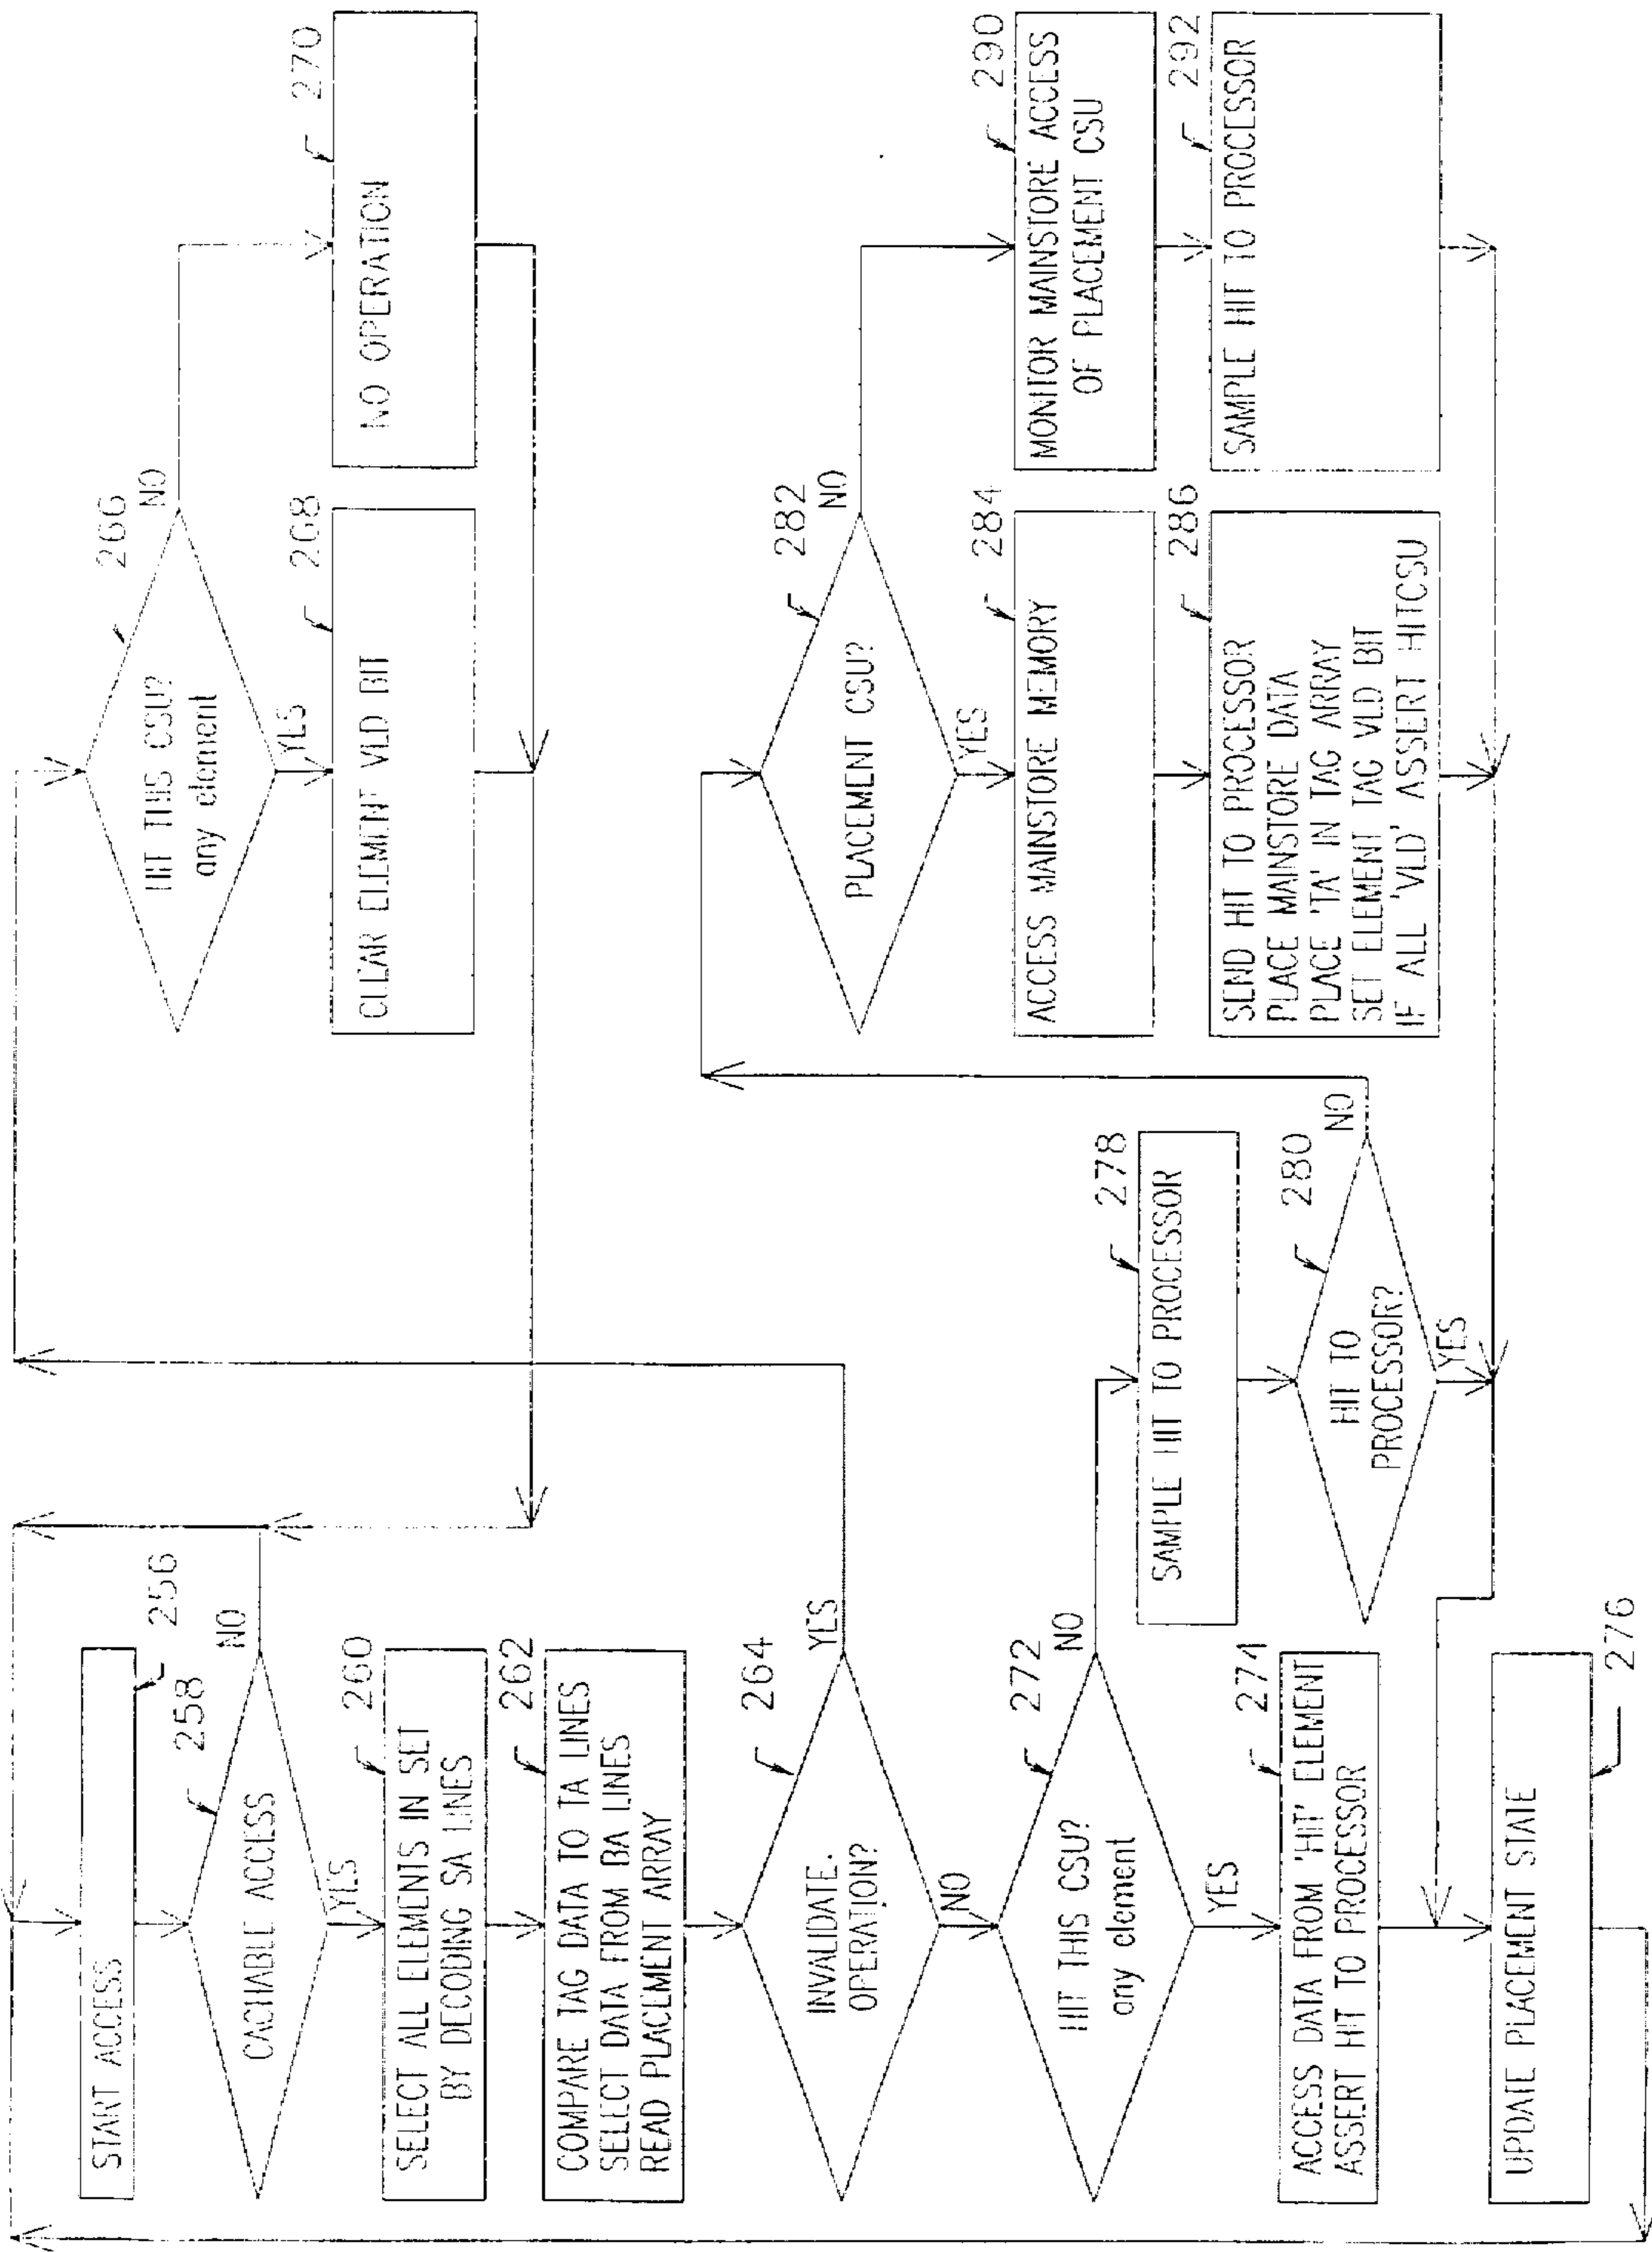 START ACCESS
256
258
CACHABLE ACCESS
NO
YES
260
SELECT ALL ELEMENTS IN SET
BY DECODING SA LINES
262
COMPARE TAG DATA TO TA LINES
SELECT DATA FROM BA LINES
READ PLACEMENT ARRAY
264
INVALIDATE.
OPERATION?
YES
NO
266
HIT THIS CSU?
any element
NO
YES
268
CLEAR ELEMENT VLD BIT
270
NO OPERATION
272
HIT THIS CSU?
any element
NO
YES
274
ACCESS DATA FROM 'HIT' ELEMENT
ASSERT HIT TO PROCESSOR
UPDATE PLACEMENT STATE
276
278
SAMPLE HIT TO PROCESSOR
280
HIT TO
PROCESSOR?
NO
YES
282
PLACEMENT CSU?
NO
YES
284
ACCESS MAINSTORE MEMORY
286
SEND HIT TO PROCESSOR
PLACE MAINSTORE DATA
PLACE 'TA' IN TAG ARRAY
SET ELEMENT TAG VLD BIT
IF ALL 'VLD' ASSERT HITCSU
290
MONITOR MAINSTORE ACCESS
OF PLACEMENT CSU
292
SAMPLE HIT TO PROCESSOR